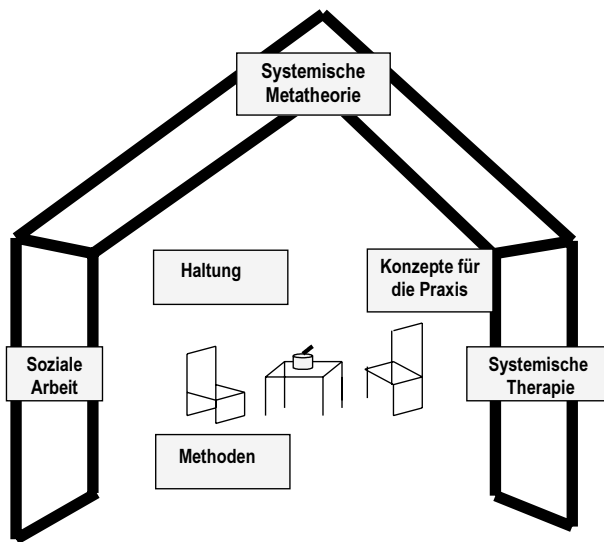 Systemische
Metatheorie
Haltung
Konzepte für
die Praxis
Soziale
Arbeit
Systemische
Therapie
Methoden